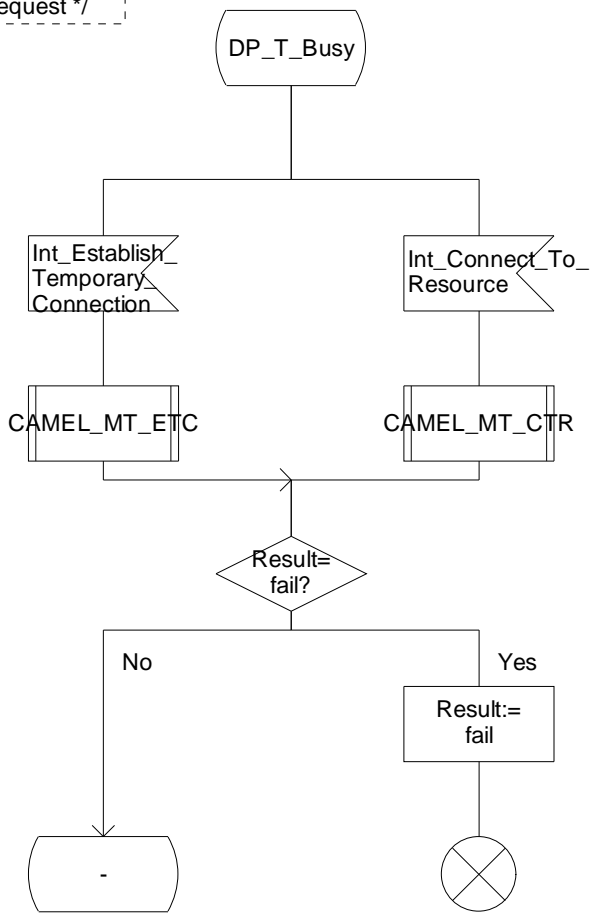 equest */
DP_T_Busy
Int_Establish_
Temporary_
Connection
Int_Connect_To_
Resource
CAMEL_MT_ETC
CAMEL_MT_CTR
Result=
fail?
No
Yes
Result:=
fail
-